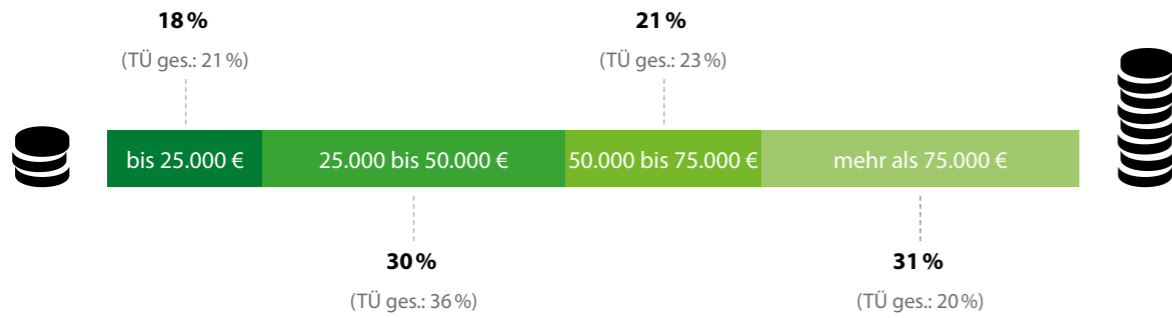 18 %
(TÜ ges.: 21 %)
21 %
(TÜ ges.: 23 %)
bis 25.000 €
25.000 bis 50.000 €
50.000 bis 75.000 €
mehr als 75.000 €
30 %
(TÜ ges.: 36 %)
31 %
(TÜ ges.: 20 %)